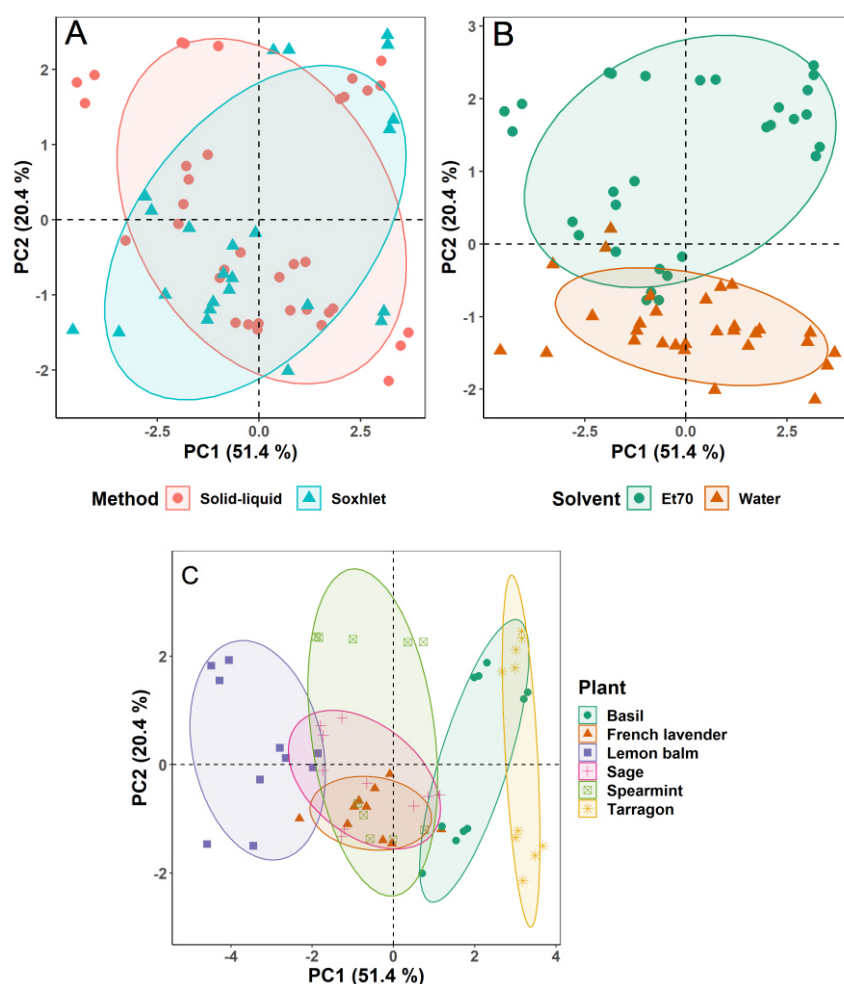 A
2
1
0
-1
-2
PC2 (20.4 %)
-2.5
0.0
2.5
PC1 (51.4 %)
Method
Solid-liquid
Soxhlet
B
3
2
1
0
-1
-2
PC2 (20.4 %)
-2.5
0.0
2.5
PC1 (51.4 %)
Solvent
Et70
Water
C
2
0
-2
PC2 (20.4 %)
-4
-2
0
2
4
PC1 (51.4 %)
Plant
Basil
French lavender
Lemon balm
Sage
Spearmint
Tarragon